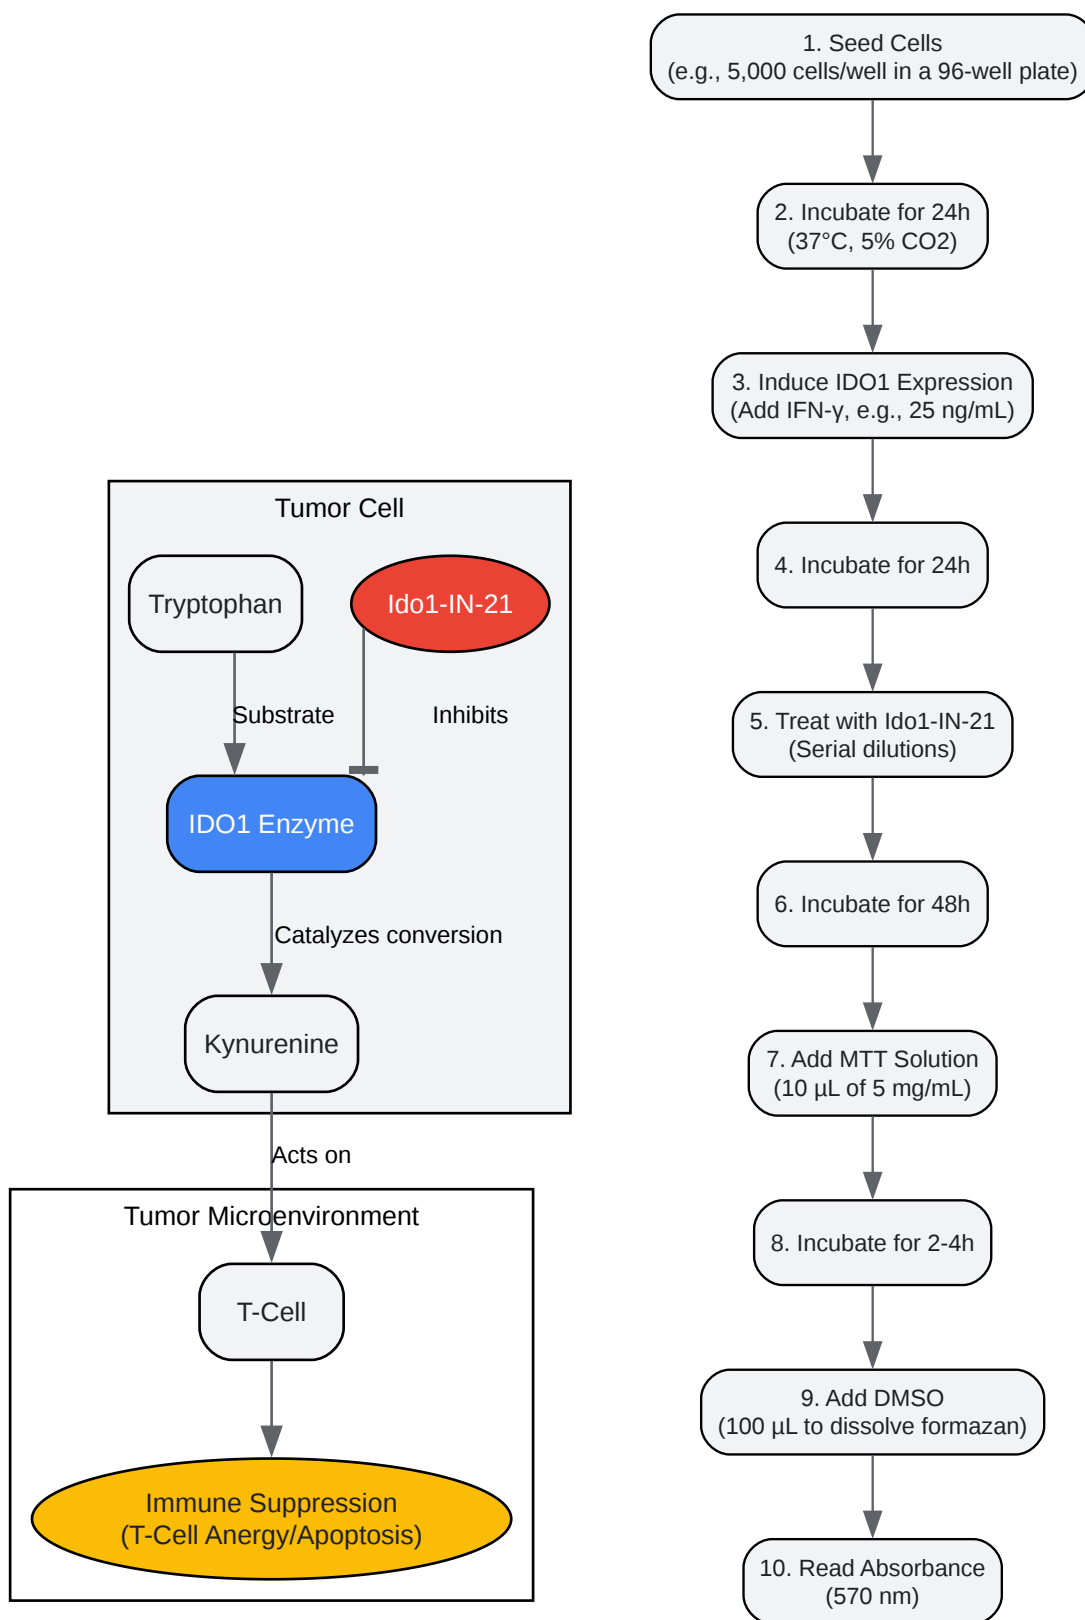 Tumor Cell
Tryptophan
Ido1-IN-21
Substrate
Inhibits
IDO1 Enzyme
Catalyzes conversion
Kynurenine
Acts on
Tumor Microenvironment
T-Cell
Immune Suppression
(T-Cell Anergy/Apoptosis)
1. Seed Cells
(e.g., 5,000 cells/well in a 96-well plate)
2. Incubate for 24h
(37°C, 5% CO2)
3. Induce IDO1 Expression
(Add IFN-γ, e.g., 25 ng/mL)
4. Incubate for 24h
5. Treat with Ido1-IN-21
(Serial dilutions)
6. Incubate for 48h
7. Add MTT Solution
(10 µL of 5 mg/mL)
8. Incubate for 2-4h
9. Add DMSO
(100 µL to dissolve formazan)
10. Read Absorbance
(570 nm)